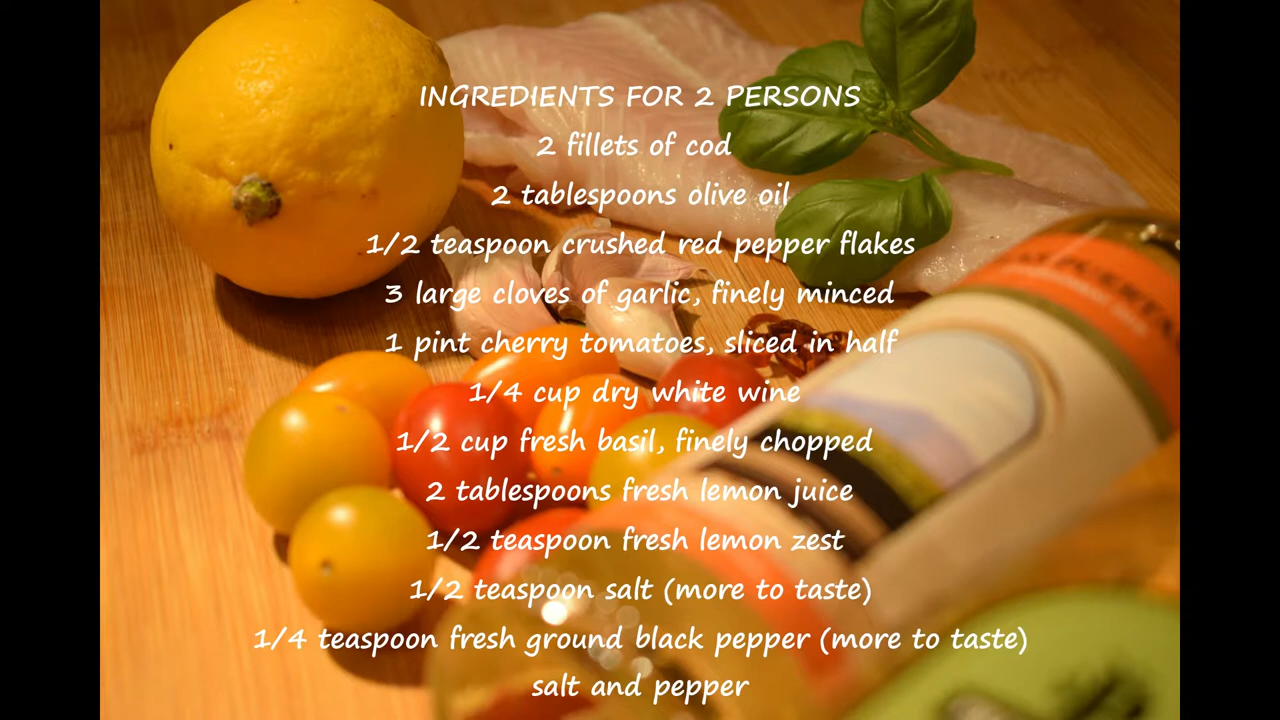 INGREDIENTS FOR 2 PERSONS
2 fillets of cod
2 tablespoons olive oil
1/2 teaspoon crushed red pepper flakes
3 large cloves of garlic, finely minced
1 pint cherry tomatoes, sliced in half
1/4 cup dry white wine
1/2 cup fresh basil, finely chopped
2 tablespoons fresh lemon juice
1/2 teaspoon fresh lemon zest
1/2 teaspoon salt (more to taste)
1/4 teaspoon fresh ground black pepper (more to taste)
salt and pepper